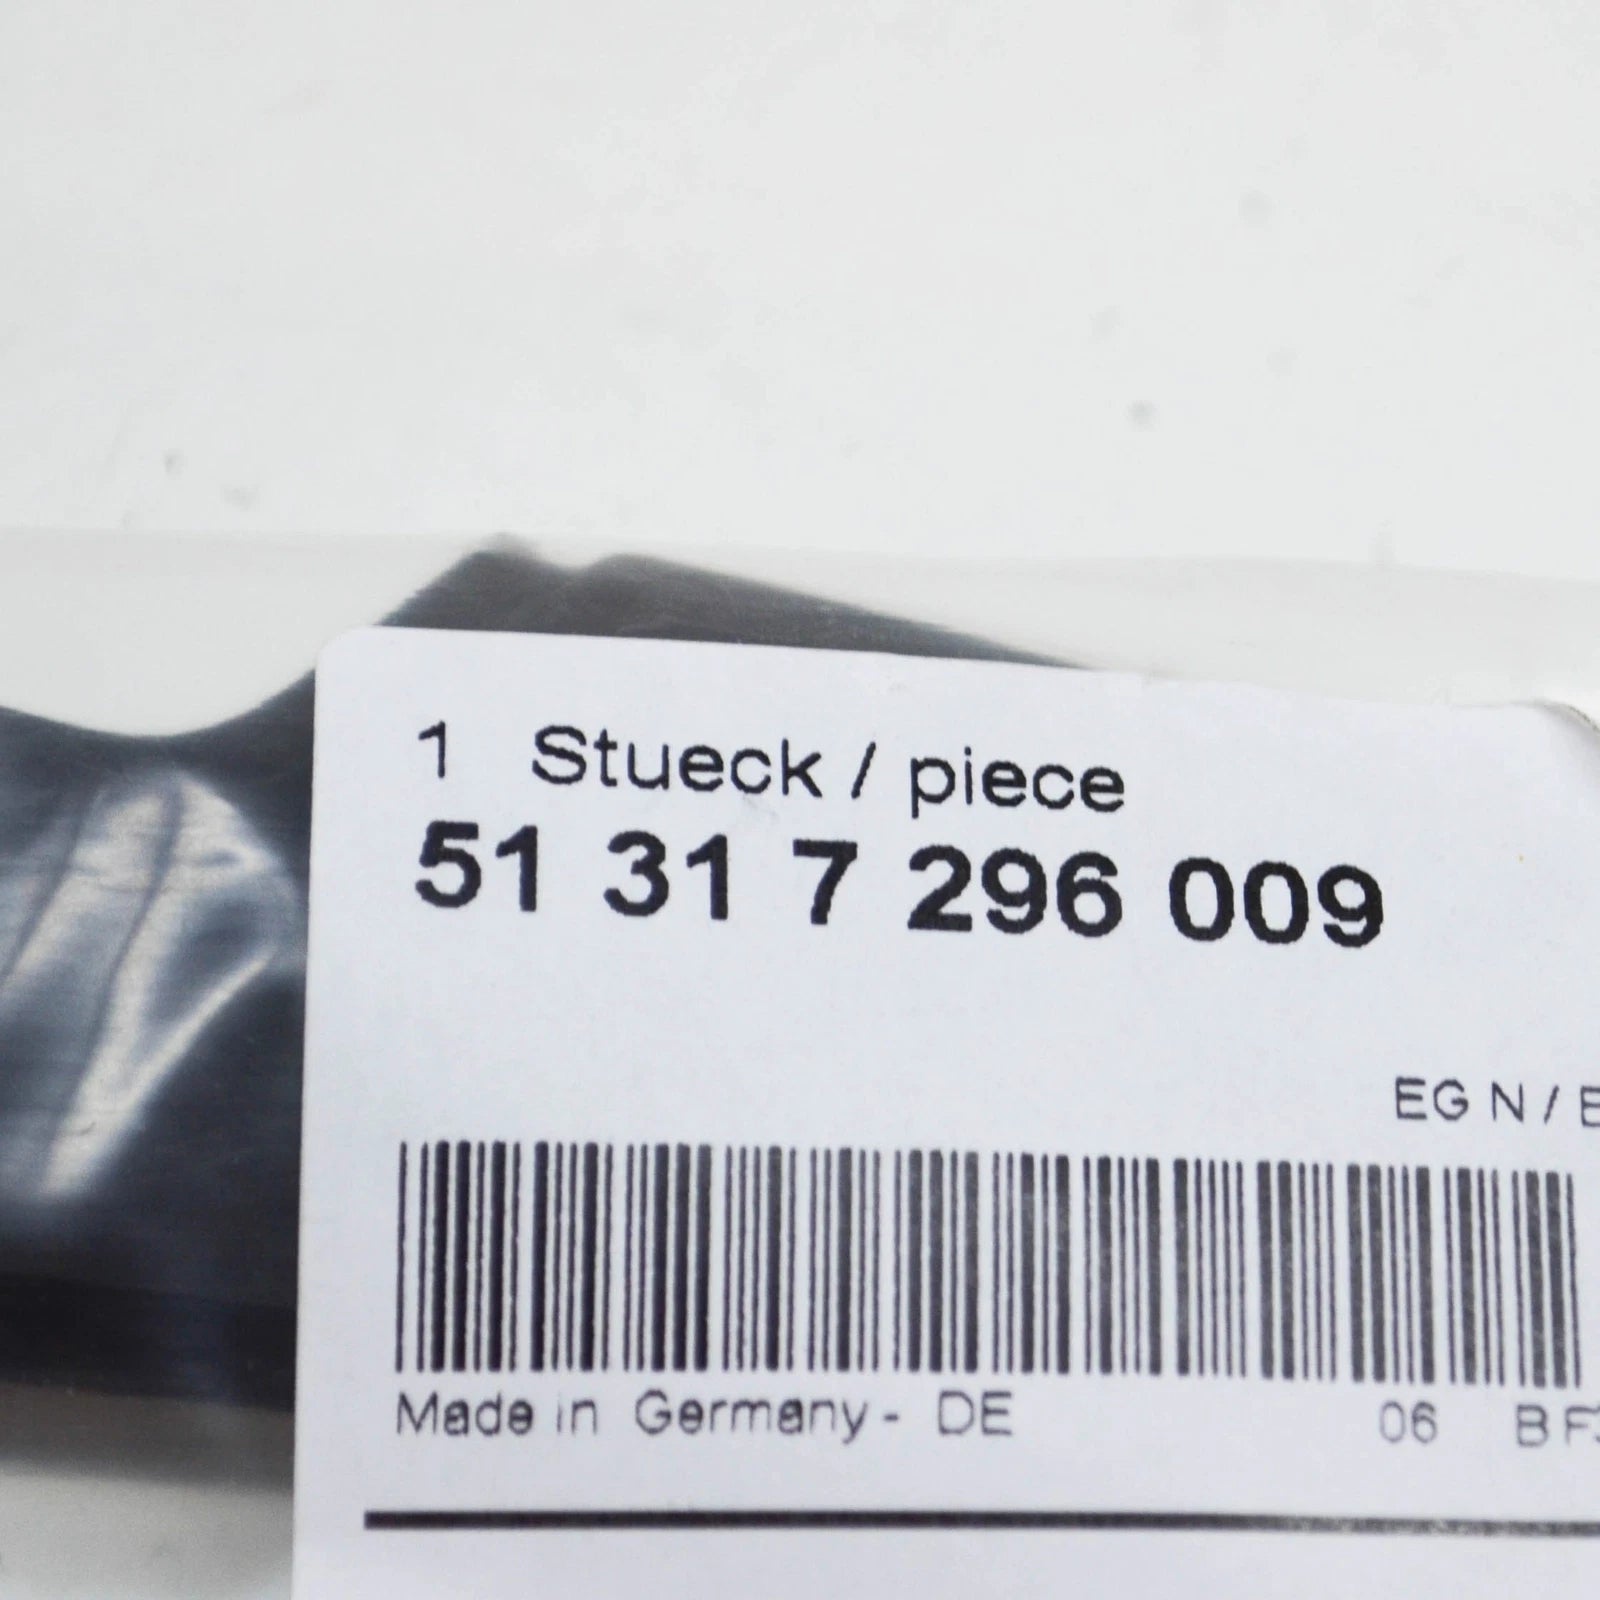 1 Stueck / piece
51 31 7 296 009
EG N /
Made in Germany - DE 06